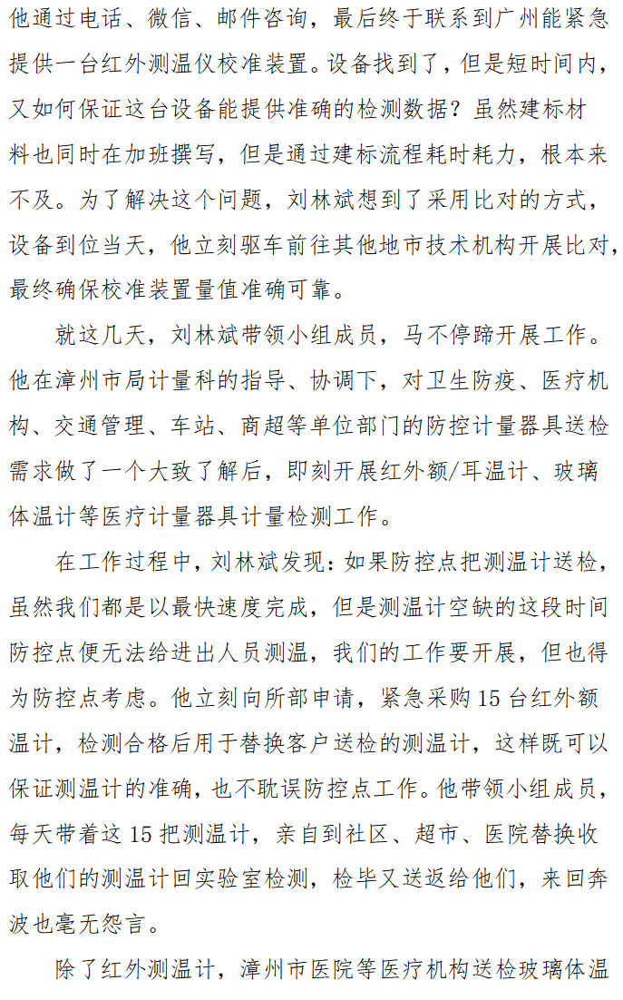 他通过电话、微信、邮件咨询，最后终于联系到广州能紧急
提供一台红外测温仪校准装置。设备找到了，但是短时间内，
又如何保证这台设备能提供准确的检测数据？虽然建标材
料也同时在加班撰写，但是通过建标流程耗时耗力，根本来
不及。为了解决这个问题，刘林斌想到了采用比对的方式，
设备到位当天，他立刻驱车前往其他地市技术机构开展比对，
最终确保校准装置量值准确可靠。
就这几天，刘林斌带领小组成员，马不停蹄开展工作。
他在漳州市局计量科的指导、协调下，对卫生防疫、医疗机
构、交通管理、车站、商超等单位部门的防控计量器具送检
需求做了一个大致了解后，即刻开展红外额/耳温计、玻璃
体温计等医疗计量器具计量检测工作。
在工作过程中，刘林斌发现：如果防控点把测温计送检，
虽然我们都是以最快速度完成，但是测温计空缺的这段时间
防控点便无法给进出人员测温，我们的工作要开展，但也得
为防控点考虑。他立刻向所部申请，紧急采购 15 台红外额
温计，检测合格后用于替换客户送检的测温计，这样既可以
保证测温计的准确，也不耽误防控点工作。他带领小组成员，
每天带着这 15 把测温计，亲自到社区、超市、医院替换收
取他们的测温计回实验室检测，检毕又送返给他们，来回奔
波也毫无怨言。
除了红外测温计，漳州市医院等医疗机构送检玻璃体温